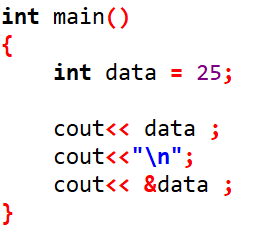 int main()
{
int data = 25;
cout<< data ;
cout<<"\n";
cout<< &data ;
}